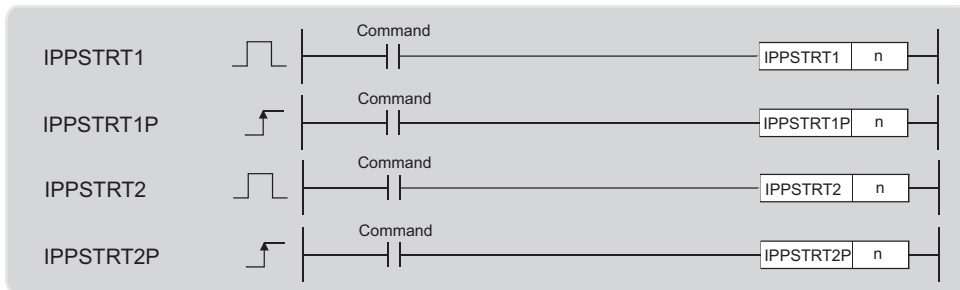 Command
IPPSTRT1 IPPSTRT1 n
Command
IPPSTRT1P IPPSTRT1P n
Command
IPPSTRT2 IPPSTRT2 n
Command
IPPSTRT2P IPPSTRT2P n